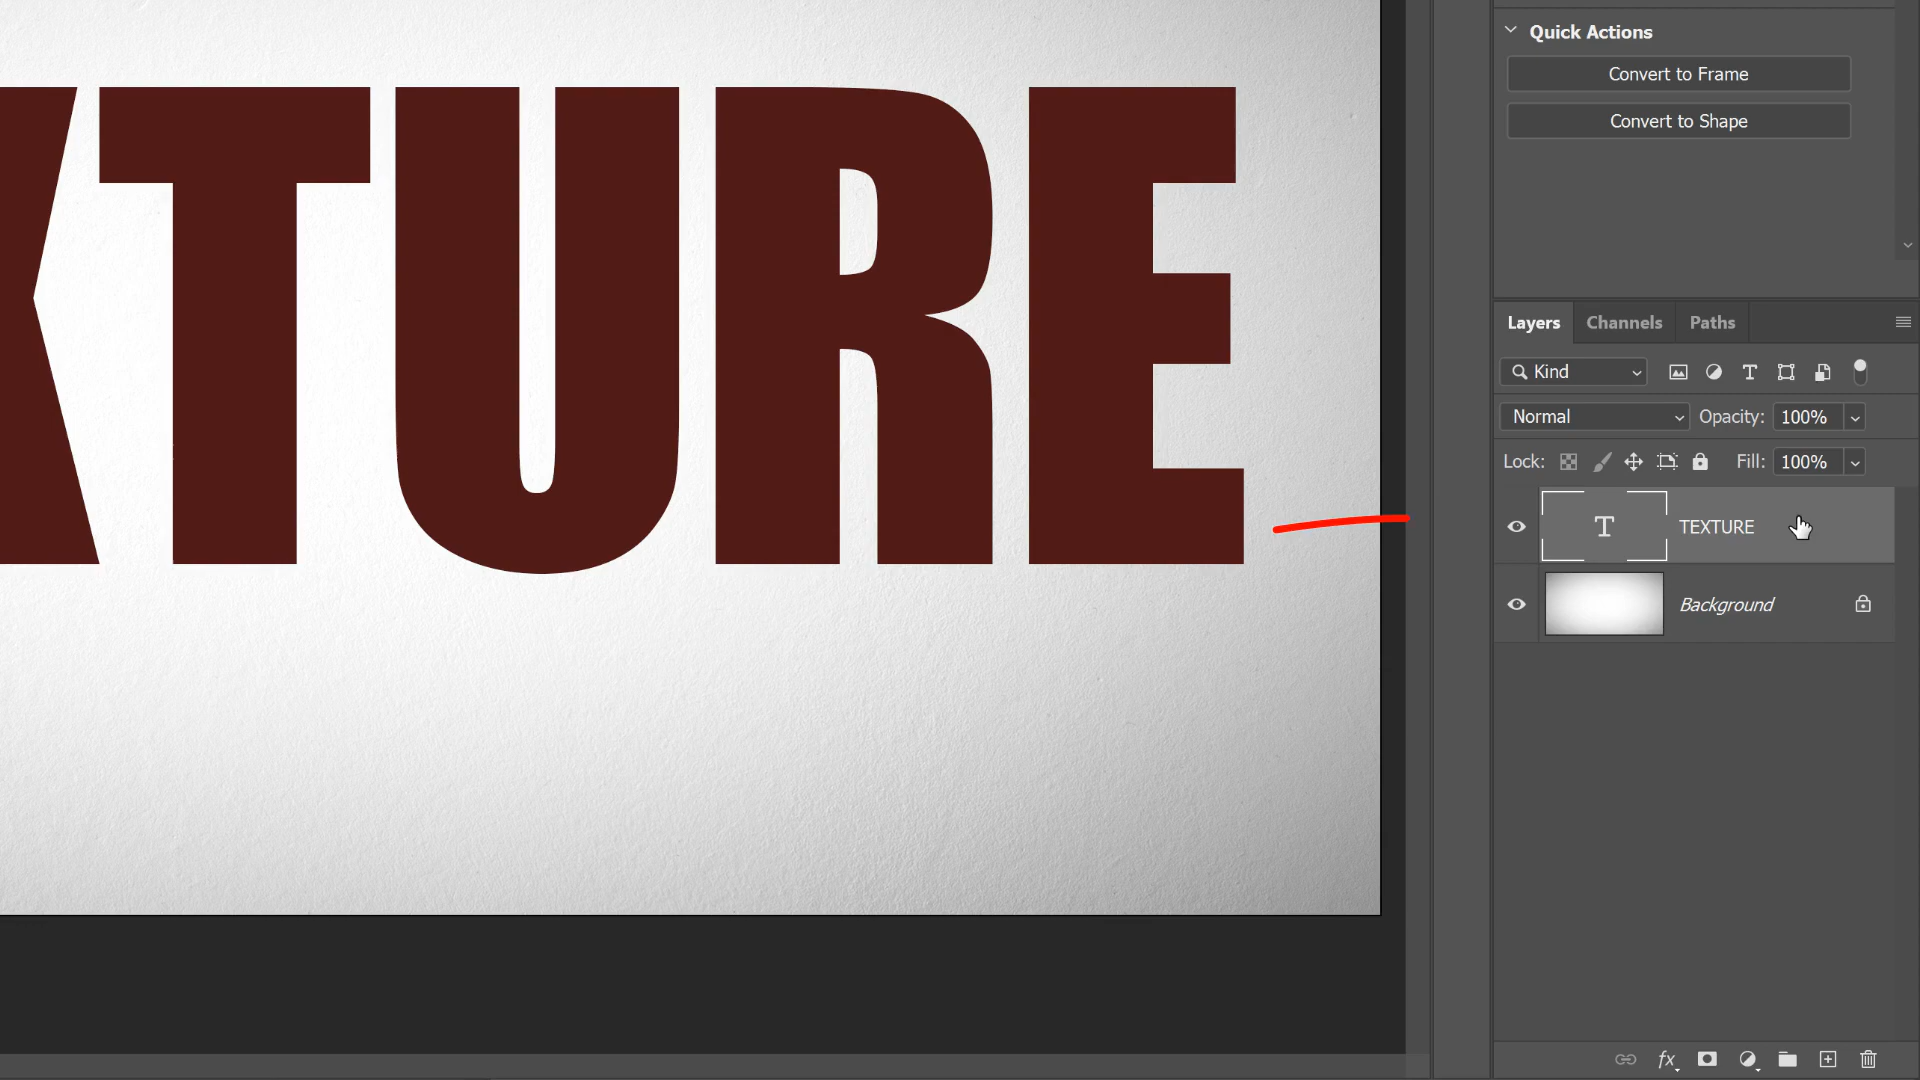 Quick Actions
Convert to Frame
Convert to Shape
XTURE
Layers Channels Paths
Kind
Normal Opacity: 100%
Lock: Fill: 100%
T TEXTURE
Background
fx